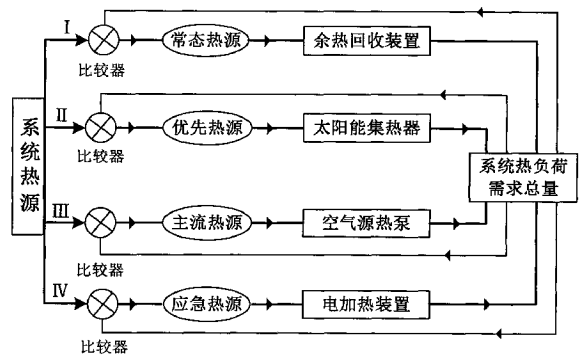 系统热源
Ⅰ
比较器
常态热源
余热回收装置
Ⅱ
比较器
优先热源
太阳能集热器
系统热负荷
需求总量
Ⅲ
比较器
主流热源
空气源热泵
Ⅳ
比较器
应急热源
电加热装置